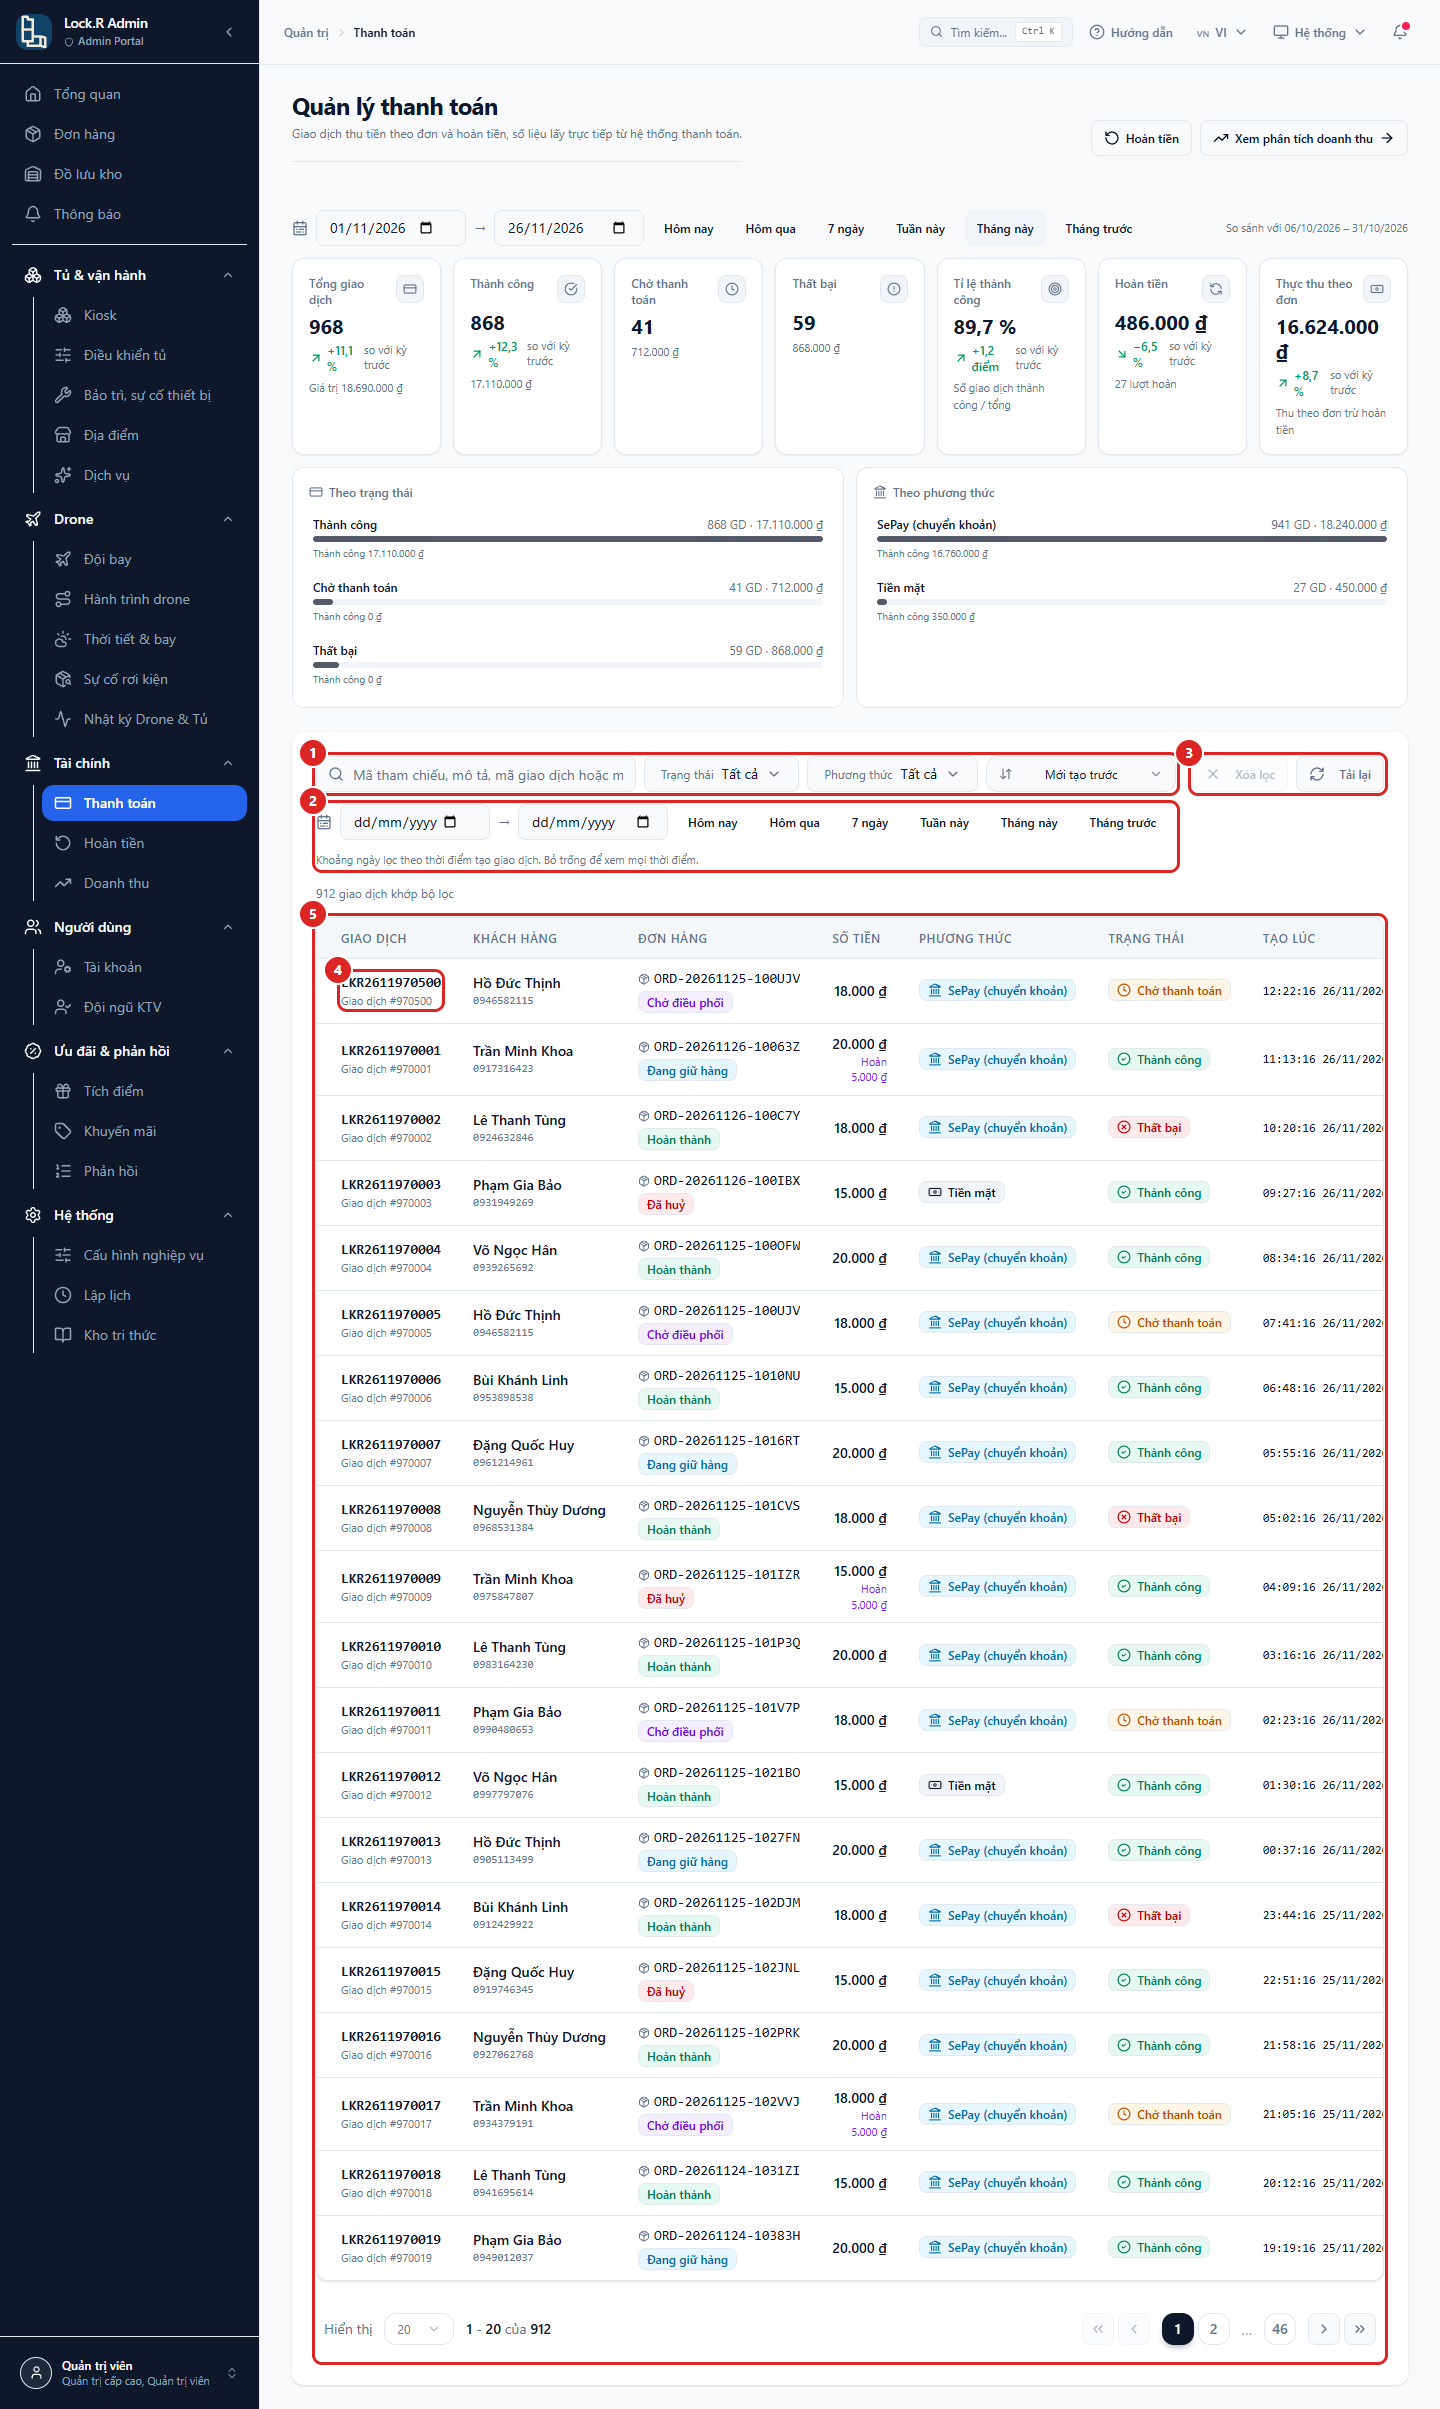 Lock.R Admin
Admin Portal
Tổng quan
Đơn hàng
Đồ lưu kho
Thông báo
Tủ & vận hành
Kiosk
Điều khiển tủ
Bảo trì, sự cố thiết bị
Địa điểm
Dịch vụ
Drone
Đội bay
Hành trình drone
Thời tiết & bay
Sự cố rơi kiện
Nhật ký Drone & Tủ
Tài chính
Thanh toán
Hoàn tiền
Doanh thu
Người dùng
Tài khoản
Đội ngũ KTV
Ưu đãi & phản hồi
Tích điểm
Khuyến mãi
Phản hồi
Hệ thống
Cấu hình nghiệp vụ
Lập lịch
Kho tri thức
Quản trị viên
Quản trị cấp cao, Quản trị viên
Quản trị > Thanh toán
Tìm kiếm... Ctrl K
Hướng dẫn
VN VI
Hệ thống
Quản lý thanh toán
Giao dịch thu tiền theo đơn và hoàn tiền, số liệu lấy trực tiếp từ hệ thống thanh toán.
Hoàn tiền
Xem phân tích doanh thu →
01/11/2026 → 26/11/2026 Hôm nay Hôm qua 7 ngày Tuần này Tháng này Tháng trước
So sánh với 06/10/2026 – 31/10/2026
Tổng giao dịch
968
+11,1 % so với kỳ trước
Giá trị 18.690.000 ₫
Thành công
868
+12,3 % so với kỳ trước
17.110.000 ₫
Chờ thanh toán
41
712.000 ₫
Thất bại
59
868.000 ₫
Tỉ lệ thành công
89,7 %
+1,2 điểm so với kỳ trước
Số giao dịch thành công / tổng
Hoàn tiền
486.000 ₫
−6,5 % so với kỳ trước
27 lượt hoàn
Thực thu theo đơn
16.624.000 ₫
+8,7 % so với kỳ trước
Thu theo đơn trừ hoàn tiền
Theo trạng thái
Thành công 868 GD · 17.110.000 ₫
Thành công 17.110.000 ₫
Chờ thanh toán 41 GD · 712.000 ₫
Thành công 0 ₫
Thất bại 59 GD · 868.000 ₫
Thành công 0 ₫
Theo phương thức
SePay (chuyển khoản) 941 GD · 18.240.000 ₫
Thành công 16.760.000 ₫
Tiền mặt 27 GD · 450.000 ₫
Thành công 350.000 ₫
1
Mã tham chiếu, mô tả, mã giao dịch hoặc m
Trạng thái Tất cả
Phương thức Tất cả
Mới tạo trước
3
Xóa lọc
Tải lại
2
dd/mm/yyyy → dd/mm/yyyy Hôm nay Hôm qua 7 ngày Tuần này Tháng này Tháng trước
Khoảng ngày lọc theo thời điểm tạo giao dịch. Bỏ trống để xem mọi thời điểm.
912 giao dịch khớp bộ lọc
5
GIAO DỊCH KHÁCH HÀNG ĐƠN HÀNG SỐ TIỀN PHƯƠNG THỨC TRẠNG THÁI TẠO LÚC
4
LKR2611970500 Hồ Đức Thịnh ORD-20261125-100UJV 18.000 ₫ SePay (chuyển khoản) Chờ thanh toán 12:22:16 26/11/202
Giao dịch #970500 0946582115 Chờ điều phối
LKR2611970001 Trần Minh Khoa ORD-20261126-10063Z 20.000 ₫ SePay (chuyển khoản) Thành công 11:13:16 26/11/202
Giao dịch #970001 0917316423 Đang giữ hàng Hoàn 5.000 ₫
LKR2611970002 Lê Thanh Tùng ORD-20261126-100C7Y 18.000 ₫ SePay (chuyển khoản) Thất bại 10:20:16 26/11/202
Giao dịch #970002 0924632846 Hoàn thành
LKR2611970003 Phạm Gia Bảo ORD-20261126-100IBX 15.000 ₫ Tiền mặt Thành công 09:27:16 26/11/202
Giao dịch #970003 0931949269 Đã huỷ
LKR2611970004 Võ Ngọc Hân ORD-20261125-100OFW 20.000 ₫ SePay (chuyển khoản) Thành công 08:34:16 26/11/202
Giao dịch #970004 0939265692 Hoàn thành
LKR2611970005 Hồ Đức Thịnh ORD-20261125-100UJV 18.000 ₫ SePay (chuyển khoản) Chờ thanh toán 07:41:16 26/11/202
Giao dịch #970005 0946582115 Chờ điều phối
LKR2611970006 Bùi Khánh Linh ORD-20261125-1010NU 15.000 ₫ SePay (chuyển khoản) Thành công 06:48:16 26/11/202
Giao dịch #970006 0953898538 Hoàn thành
LKR2611970007 Đặng Quốc Huy ORD-20261125-1016RT 20.000 ₫ SePay (chuyển khoản) Thành công 05:55:16 26/11/202
Giao dịch #970007 0961214961 Đang giữ hàng
LKR2611970008 Nguyễn Thùy Dương ORD-20261125-101CVS 18.000 ₫ SePay (chuyển khoản) Thất bại 05:02:16 26/11/202
Giao dịch #970008 0968531384 Hoàn thành
LKR2611970009 Trần Minh Khoa ORD-20261125-101IZR 15.000 ₫ SePay (chuyển khoản) Thành công 04:09:16 26/11/202
Giao dịch #970009 0975847807 Đã huỷ Hoàn 5.000 ₫
LKR2611970010 Lê Thanh Tùng ORD-20261125-101P3Q 20.000 ₫ SePay (chuyển khoản) Thành công 03:16:16 26/11/202
Giao dịch #970010 0983164230 Hoàn thành
LKR2611970011 Phạm Gia Bảo ORD-20261125-101V7P 18.000 ₫ SePay (chuyển khoản) Chờ thanh toán 02:23:16 26/11/202
Giao dịch #970011 0990480653 Chờ điều phối
LKR2611970012 Võ Ngọc Hân ORD-20261125-1021BO 15.000 ₫ Tiền mặt Thành công 01:30:16 26/11/202
Giao dịch #970012 0997797076 Hoàn thành
LKR2611970013 Hồ Đức Thịnh ORD-20261125-1027FN 20.000 ₫ SePay (chuyển khoản) Thành công 00:37:16 26/11/202
Giao dịch #970013 0905113499 Đang giữ hàng
LKR2611970014 Bùi Khánh Linh ORD-20261125-102DJM 18.000 ₫ SePay (chuyển khoản) Thất bại 23:44:16 25/11/202
Giao dịch #970014 0912429922 Hoàn thành
LKR2611970015 Đặng Quốc Huy ORD-20261125-102JNL 15.000 ₫ SePay (chuyển khoản) Thành công 22:51:16 25/11/202
Giao dịch #970015 0919746345 Đã huỷ
LKR2611970016 Nguyễn Thùy Dương ORD-20261125-102PRK 20.000 ₫ SePay (chuyển khoản) Thành công 21:58:16 25/11/202
Giao dịch #970016 0927062768 Hoàn thành
LKR2611970017 Trần Minh Khoa ORD-20261125-102VVJ 18.000 ₫ SePay (chuyển khoản) Chờ thanh toán 21:05:16 25/11/202
Giao dịch #970017 0934379191 Chờ điều phối Hoàn 5.000 ₫
LKR2611970018 Lê Thanh Tùng ORD-20261124-1031ZI 15.000 ₫ SePay (chuyển khoản) Thành công 20:12:16 25/11/202
Giao dịch #970018 0941695614 Hoàn thành
LKR2611970019 Phạm Gia Bảo ORD-20261124-10383H 20.000 ₫ SePay (chuyển khoản) Thành công 19:19:16 25/11/202
Giao dịch #970019 0949012037 Đang giữ hàng
Hiển thị 20 1 - 20 của 912
« ‹ 1 2 ... 46 › »